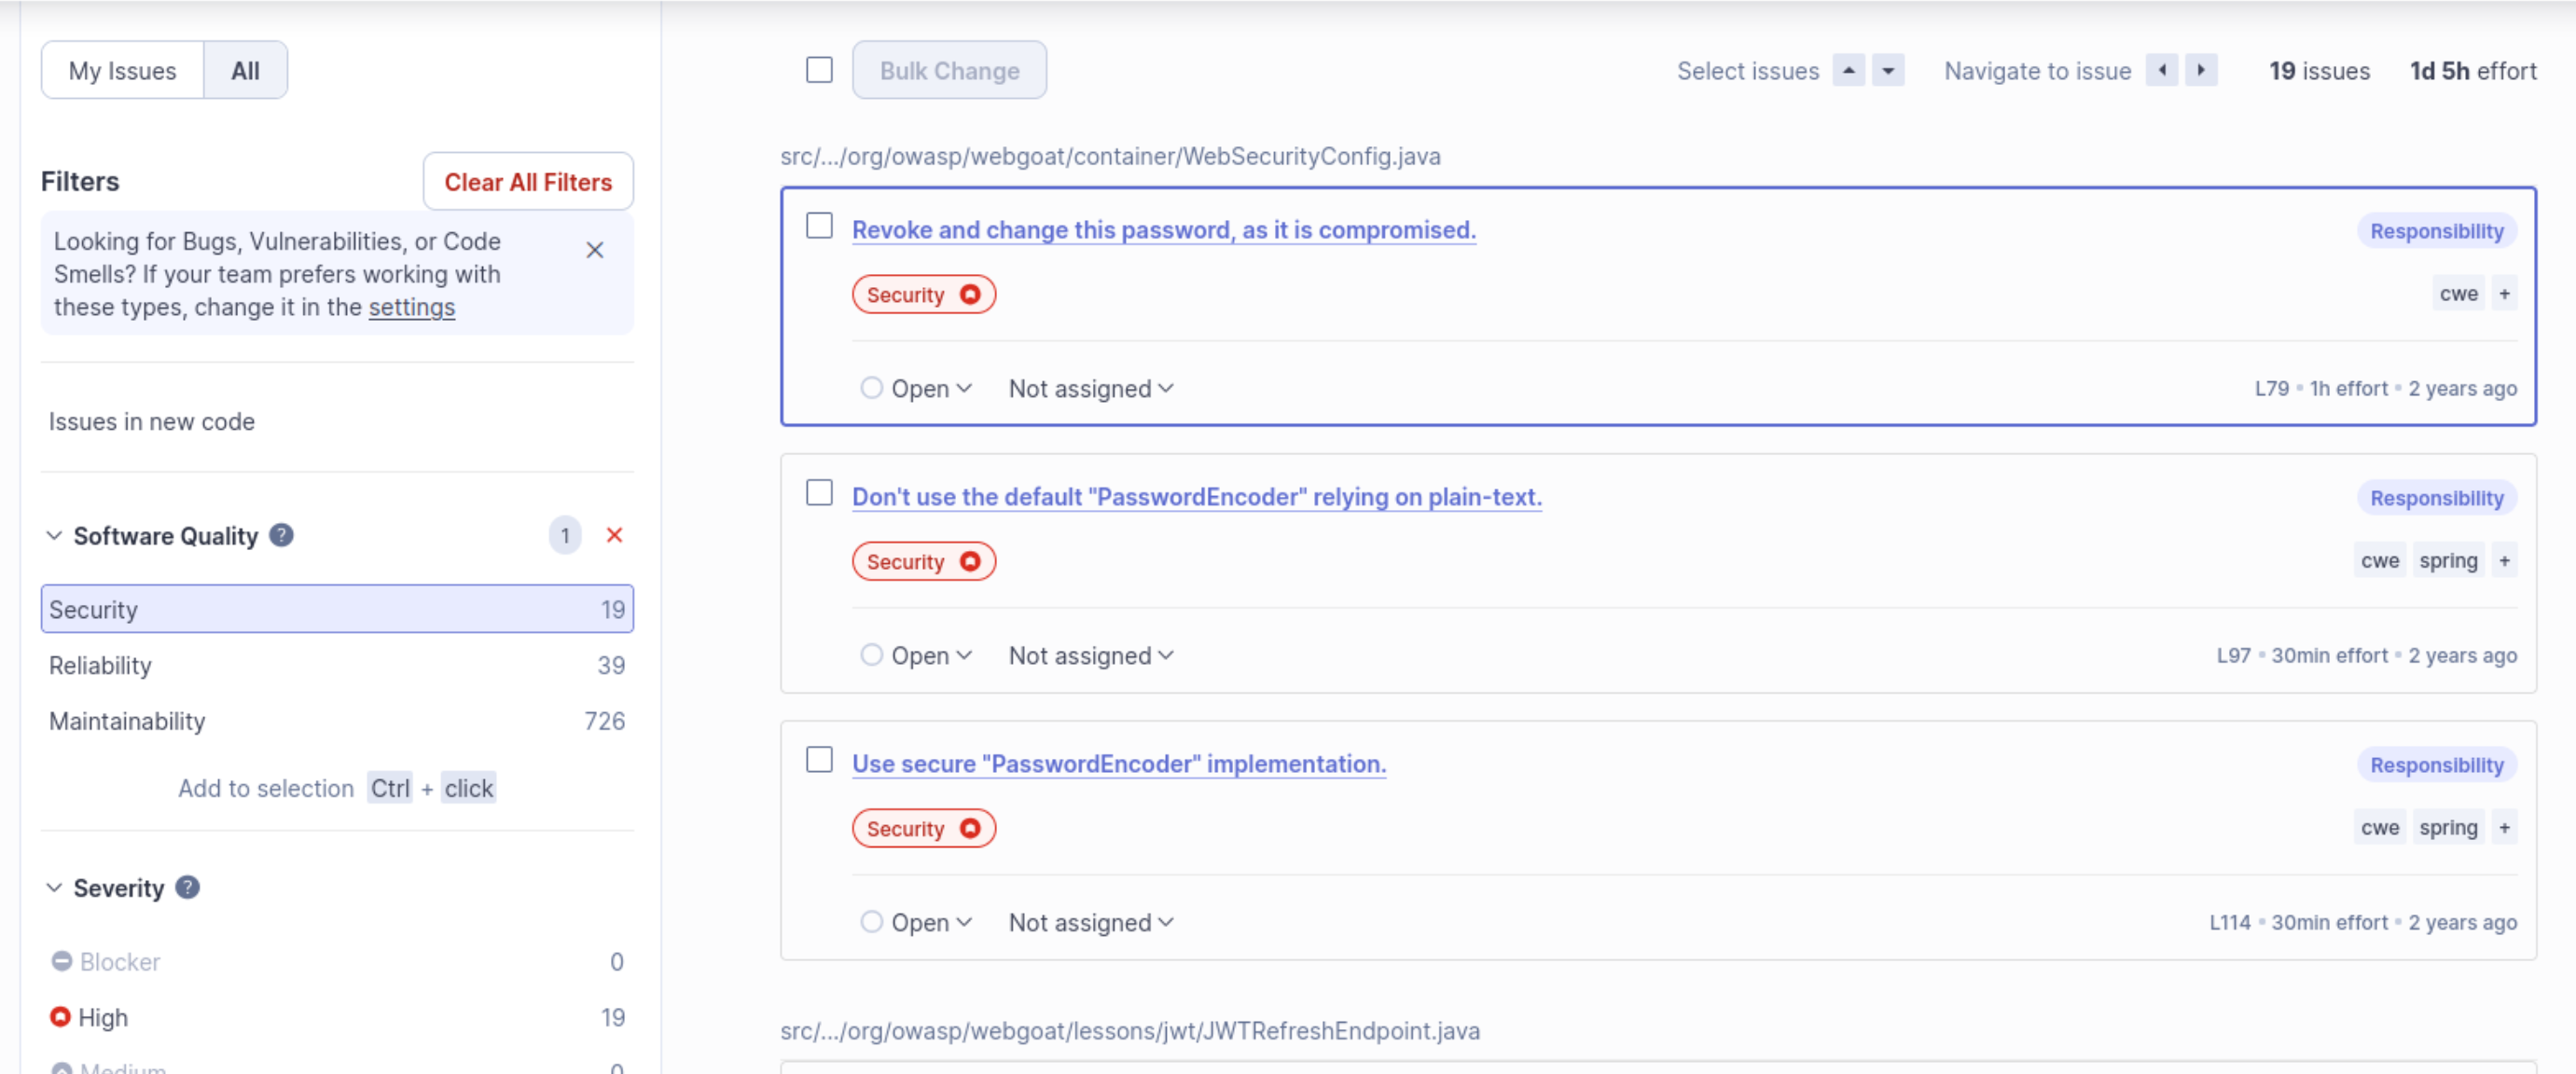 My Issues All
Filters Clear All Filters
Looking for Bugs, Vulnerabilities, or Code
Smells? If your team prefers working with
these types, change it in the settings
Issues in new code
Software Quality ? 1
Security 19
Reliability 39
Maintainability 726
Add to selection Ctrl + click
Severity ?
Blocker 0
High 19
Medium 0
Bulk Change Select issues Navigate to issue 19 issues 1d 5h effort
src/.../org/owasp/webgoat/container/WebSecurityConfig.java
Revoke and change this password, as it is compromised. Responsibility
Security cwe +
Open Not assigned L79 • 1h effort • 2 years ago
Don't use the default "PasswordEncoder" relying on plain-text. Responsibility
Security cwe spring +
Open Not assigned L97 • 30min effort • 2 years ago
Use secure "PasswordEncoder" implementation. Responsibility
Security cwe spring +
Open Not assigned L114 • 30min effort • 2 years ago
src/.../org/owasp/webgoat/lessons/jwt/JWTRefreshEndpoint.java